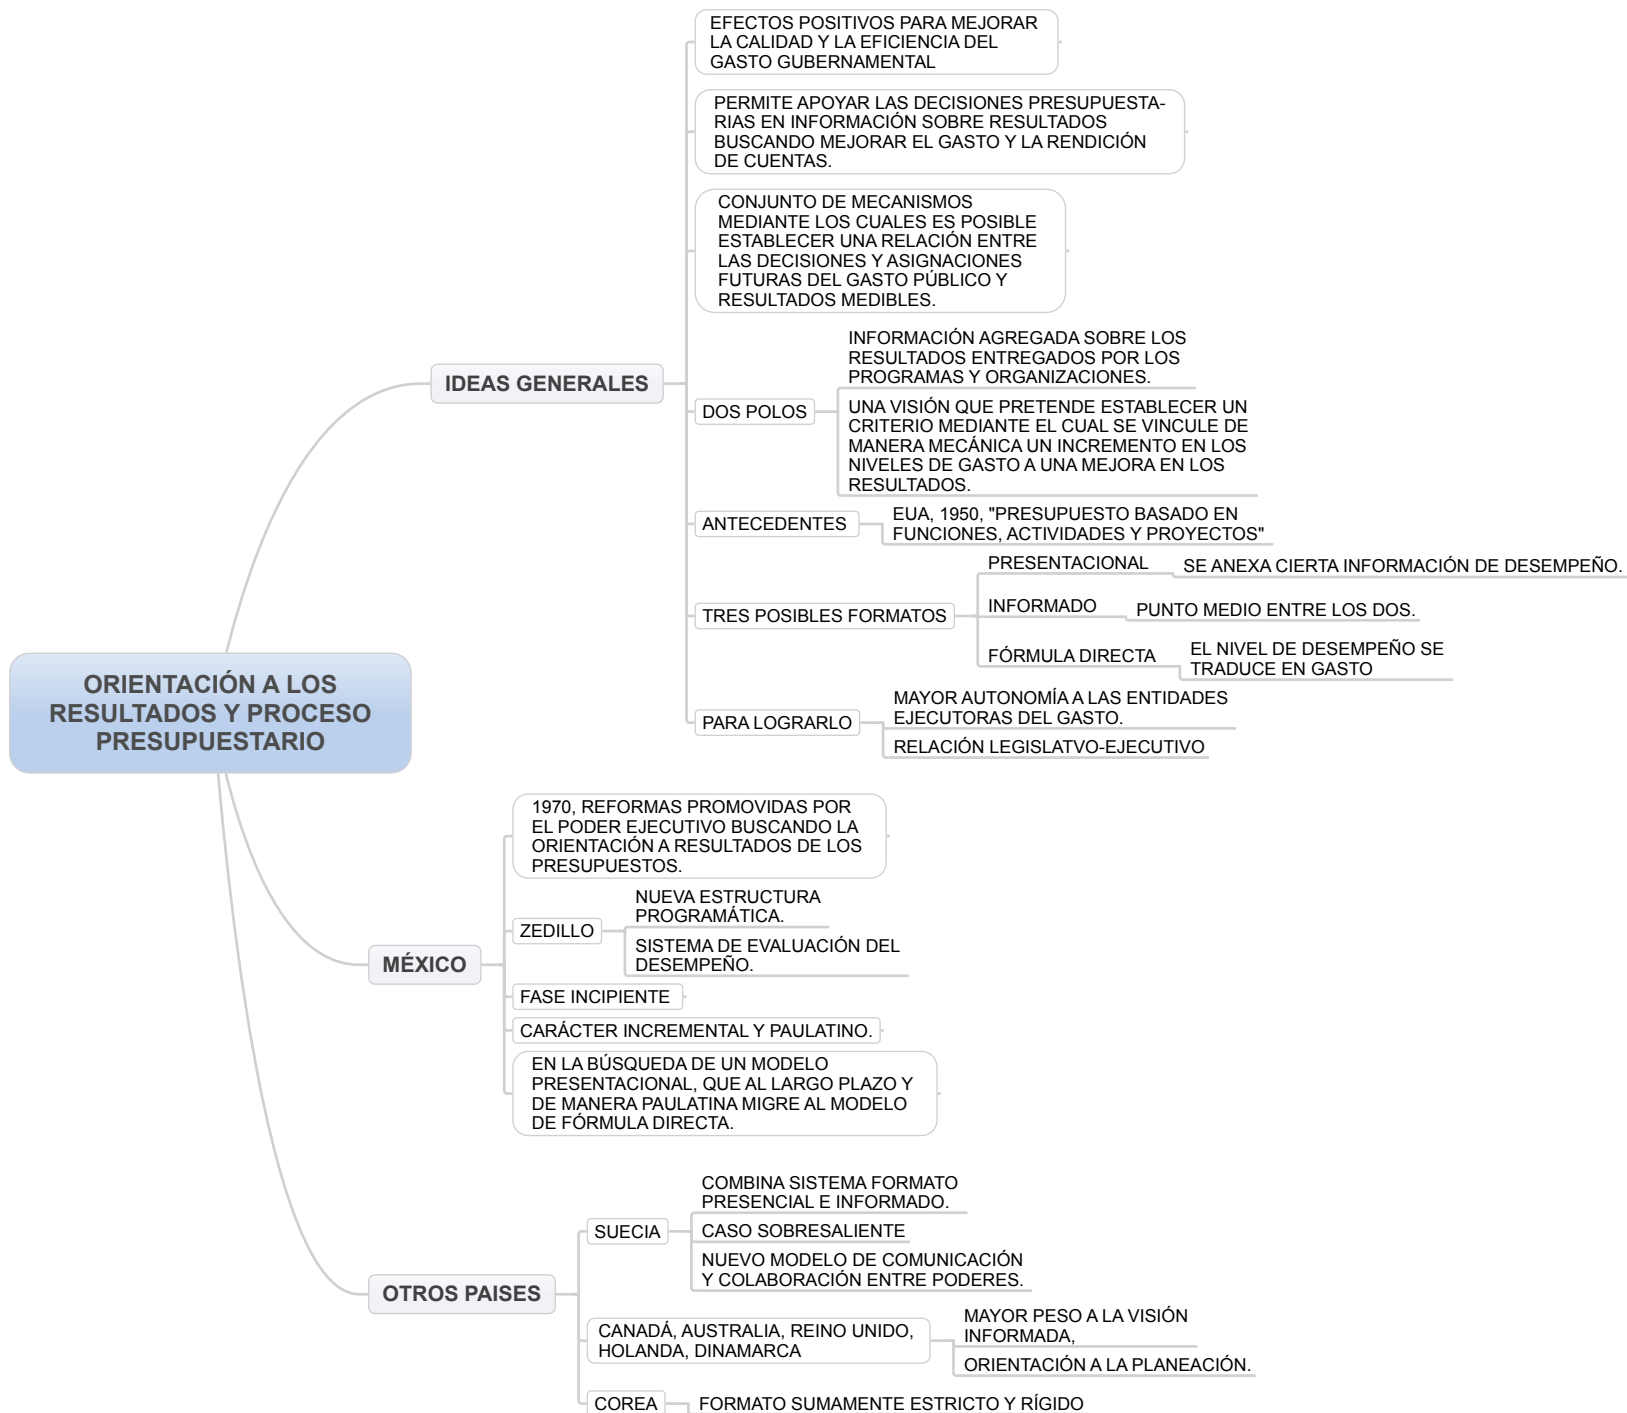 ORIENTACIÓN A LOS
RESULTADOS Y PROCESO
PRESUPUESTARIO
IDEAS GENERALES
EFECTOS POSITIVOS PARA MEJORAR
LA CALIDAD Y LA EFICIENCIA DEL
GASTO GUBERNAMENTAL
PERMITE APOYAR LAS DECISIONES PRESUPUESTA-
RIAS EN INFORMACIÓN SOBRE RESULTADOS
BUSCANDO MEJORAR EL GASTO Y LA RENDICIÓN
DE CUENTAS.
CONJUNTO DE MECANISMOS
MEDIANTE LOS CUALES ES POSIBLE
ESTABLECER UNA RELACIÓN ENTRE
LAS DECISIONES Y ASIGNACIONES
FUTURAS DEL GASTO PÚBLICO Y
RESULTADOS MEDIBLES.
DOS POLOS
INFORMACIÓN AGREGADA SOBRE LOS
RESULTADOS ENTREGADOS POR LOS
PROGRAMAS Y ORGANIZACIONES.
UNA VISIÓN QUE PRETENDE ESTABLECER UN
CRITERIO MEDIANTE EL CUAL SE VINCULE DE
MANERA MECÁNICA UN INCREMENTO EN LOS
NIVELES DE GASTO A UNA MEJORA EN LOS
RESULTADOS.
ANTECEDENTES
EUA, 1950, "PRESUPUESTO BASADO EN
FUNCIONES, ACTIVIDADES Y PROYECTOS"
TRES POSIBLES FORMATOS
PRESENTACIONAL
SE ANEXA CIERTA INFORMACIÓN DE DESEMPEÑO.
INFORMADO
PUNTO MEDIO ENTRE LOS DOS.
FÓRMULA DIRECTA
EL NIVEL DE DESEMPEÑO SE
TRADUCE EN GASTO
PARA LOGRARLO
MAYOR AUTONOMÍA A LAS ENTIDADES
EJECUTORAS DEL GASTO.
RELACIÓN LEGISLATVO-EJECUTIVO
MÉXICO
1970, REFORMAS PROMOVIDAS POR
EL PODER EJECUTIVO BUSCANDO LA
ORIENTACIÓN A RESULTADOS DE LOS
PRESUPUESTOS.
ZEDILLO
NUEVA ESTRUCTURA
PROGRAMÁTICA.
SISTEMA DE EVALUACIÓN DEL
DESEMPEÑO.
FASE INCIPIENTE
CARÁCTER INCREMENTAL Y PAULATINO.
EN LA BÚSQUEDA DE UN MODELO
PRESENTACIONAL, QUE AL LARGO PLAZO Y
DE MANERA PAULATINA MIGRE AL MODELO
DE FÓRMULA DIRECTA.
OTROS PAISES
SUECIA
COMBINA SISTEMA FORMATO
PRESENCIAL E INFORMADO.
CASO SOBRESALIENTE
NUEVO MODELO DE COMUNICACIÓN
Y COLABORACIÓN ENTRE PODERES.
CANADÁ, AUSTRALIA, REINO UNIDO,
HOLANDA, DINAMARCA
MAYOR PESO A LA VISIÓN
INFORMADA,
ORIENTACIÓN A LA PLANEACIÓN.
COREA
FORMATO SUMAMENTE ESTRICTO Y RÍGIDO